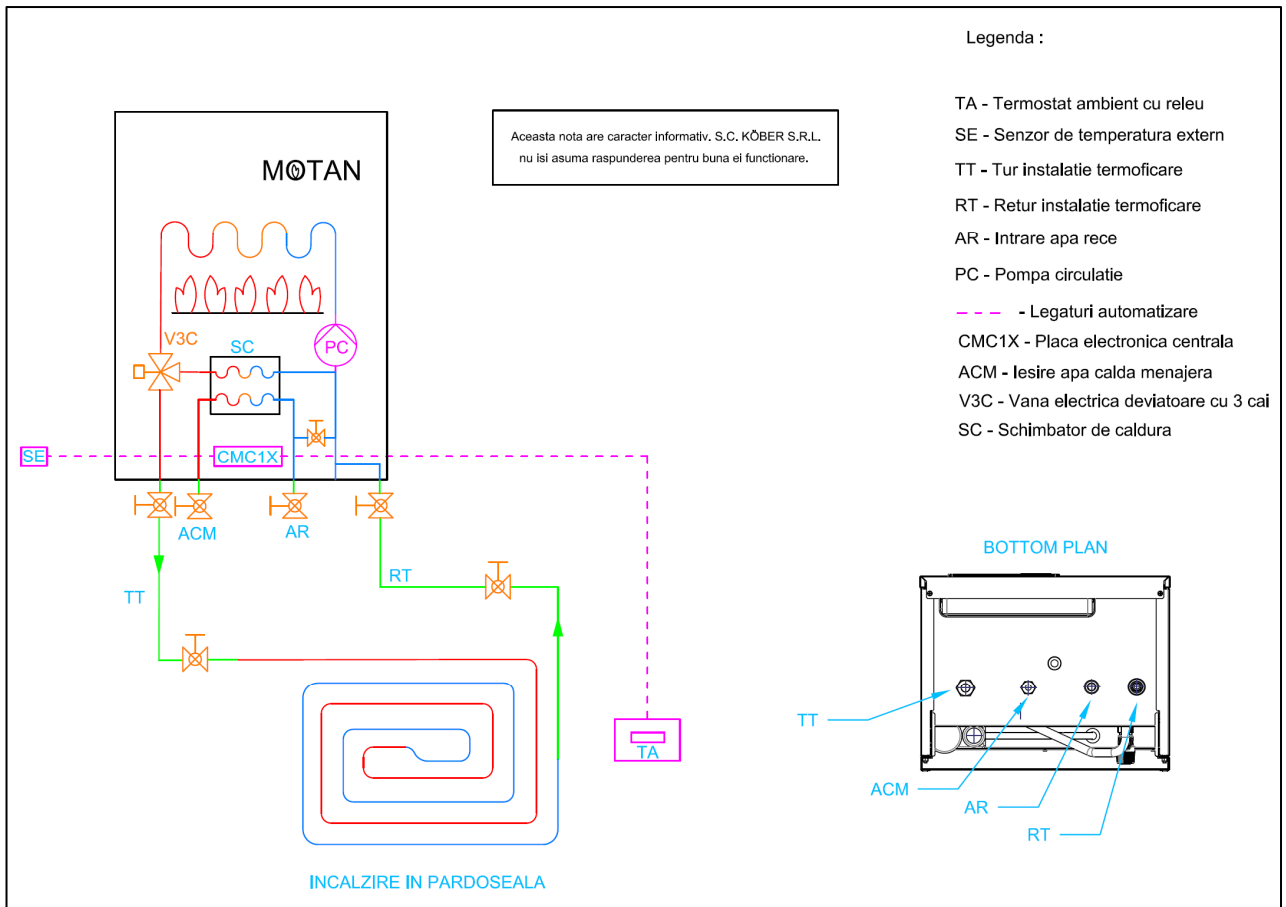 Legenda :
TA - Termostat ambient cu releu
SE - Senzor de temperatura extern
TT - Tur instalatie termoficare
RT - Retur instalatie termoficare
AR - Intrare apa rece
PC - Pompa circulatie
- Legaturi automatizare
CMC1X - Placa electronica centrala
ACM - Iesire apa calda menajera
V3C - Vana electrica deviatoare cu 3 cai
SC - Schimbator de caldura
Aceasta nota are caracter informativ. S.C. KÖBER S.R.L.
nu isi asuma raspunderea pentru buna ei functionare.
MOTAN
V3C
SC
PC
SE
CMC1X
ACM
AR
TT
RT
TA
INCALZIRE IN PARDOSEALA
BOTTOM PLAN
TT
ACM
AR
RT